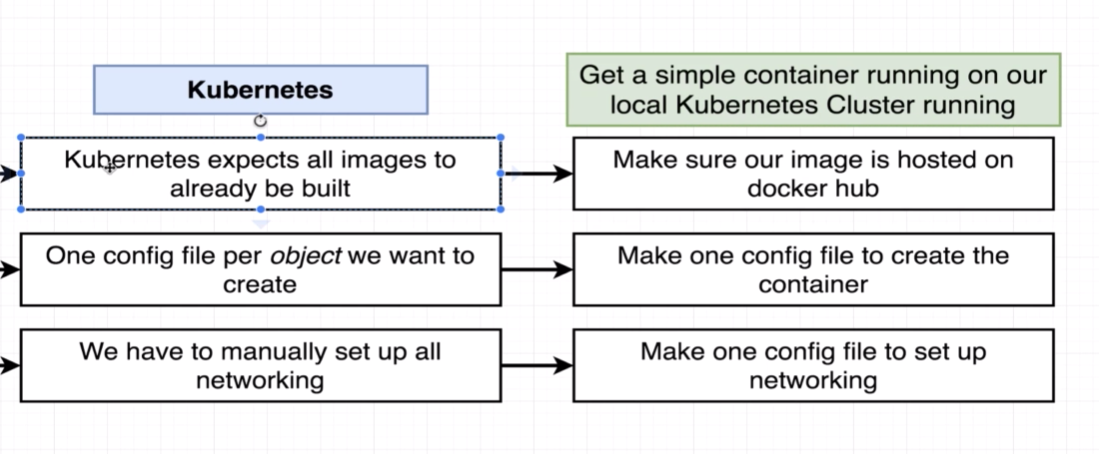 Kubernetes
Get a simple container running on our
local Kubernetes Cluster running
Kubernetes expects all images to
already be built
Make sure our image is hosted on
docker hub
One config file per object we want to
create
Make one config file to create the
container
We have to manually set up all
networking
Make one config file to set up
networking